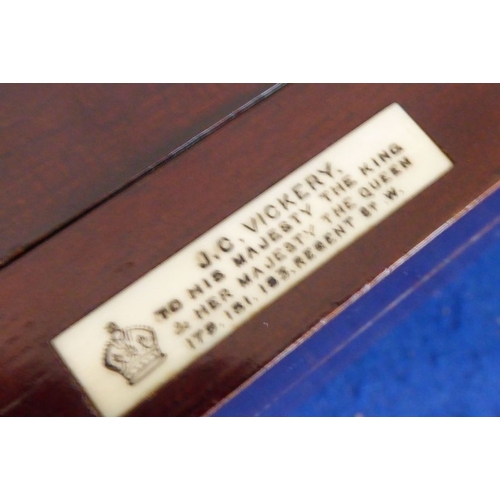 J.C. VICKERY.
TO HIS MAJESTY THE KING
& HER MAJESTY THE QUEEN
179. 181. 183. REGENT ST W.